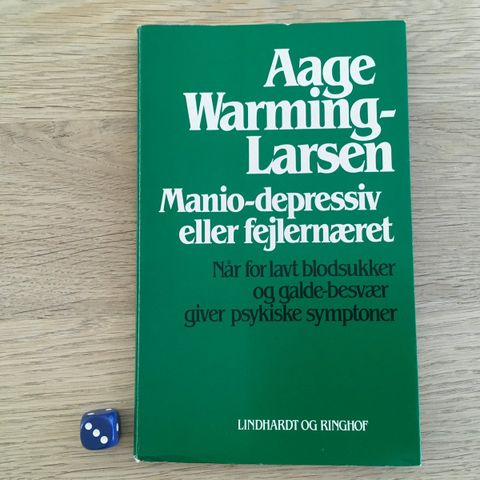 Aage
Warming-
Larsen
Manio-depressiv
eller fejlernæret
Når for lavt blodsukker
og galde-besvær
giver psykiske symptoner
LINDHARDT OG RINGHOF